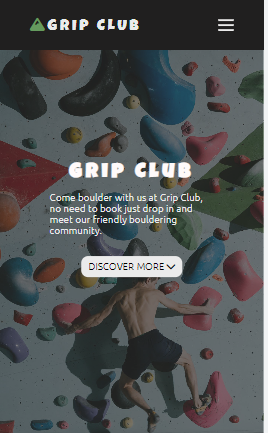 GRIP CLUB
GRIP CLUB
Come boulder with us at Grip Club,
no need to book just drop in and
meet our friendly bouldering
community.
DISCOVER MORE